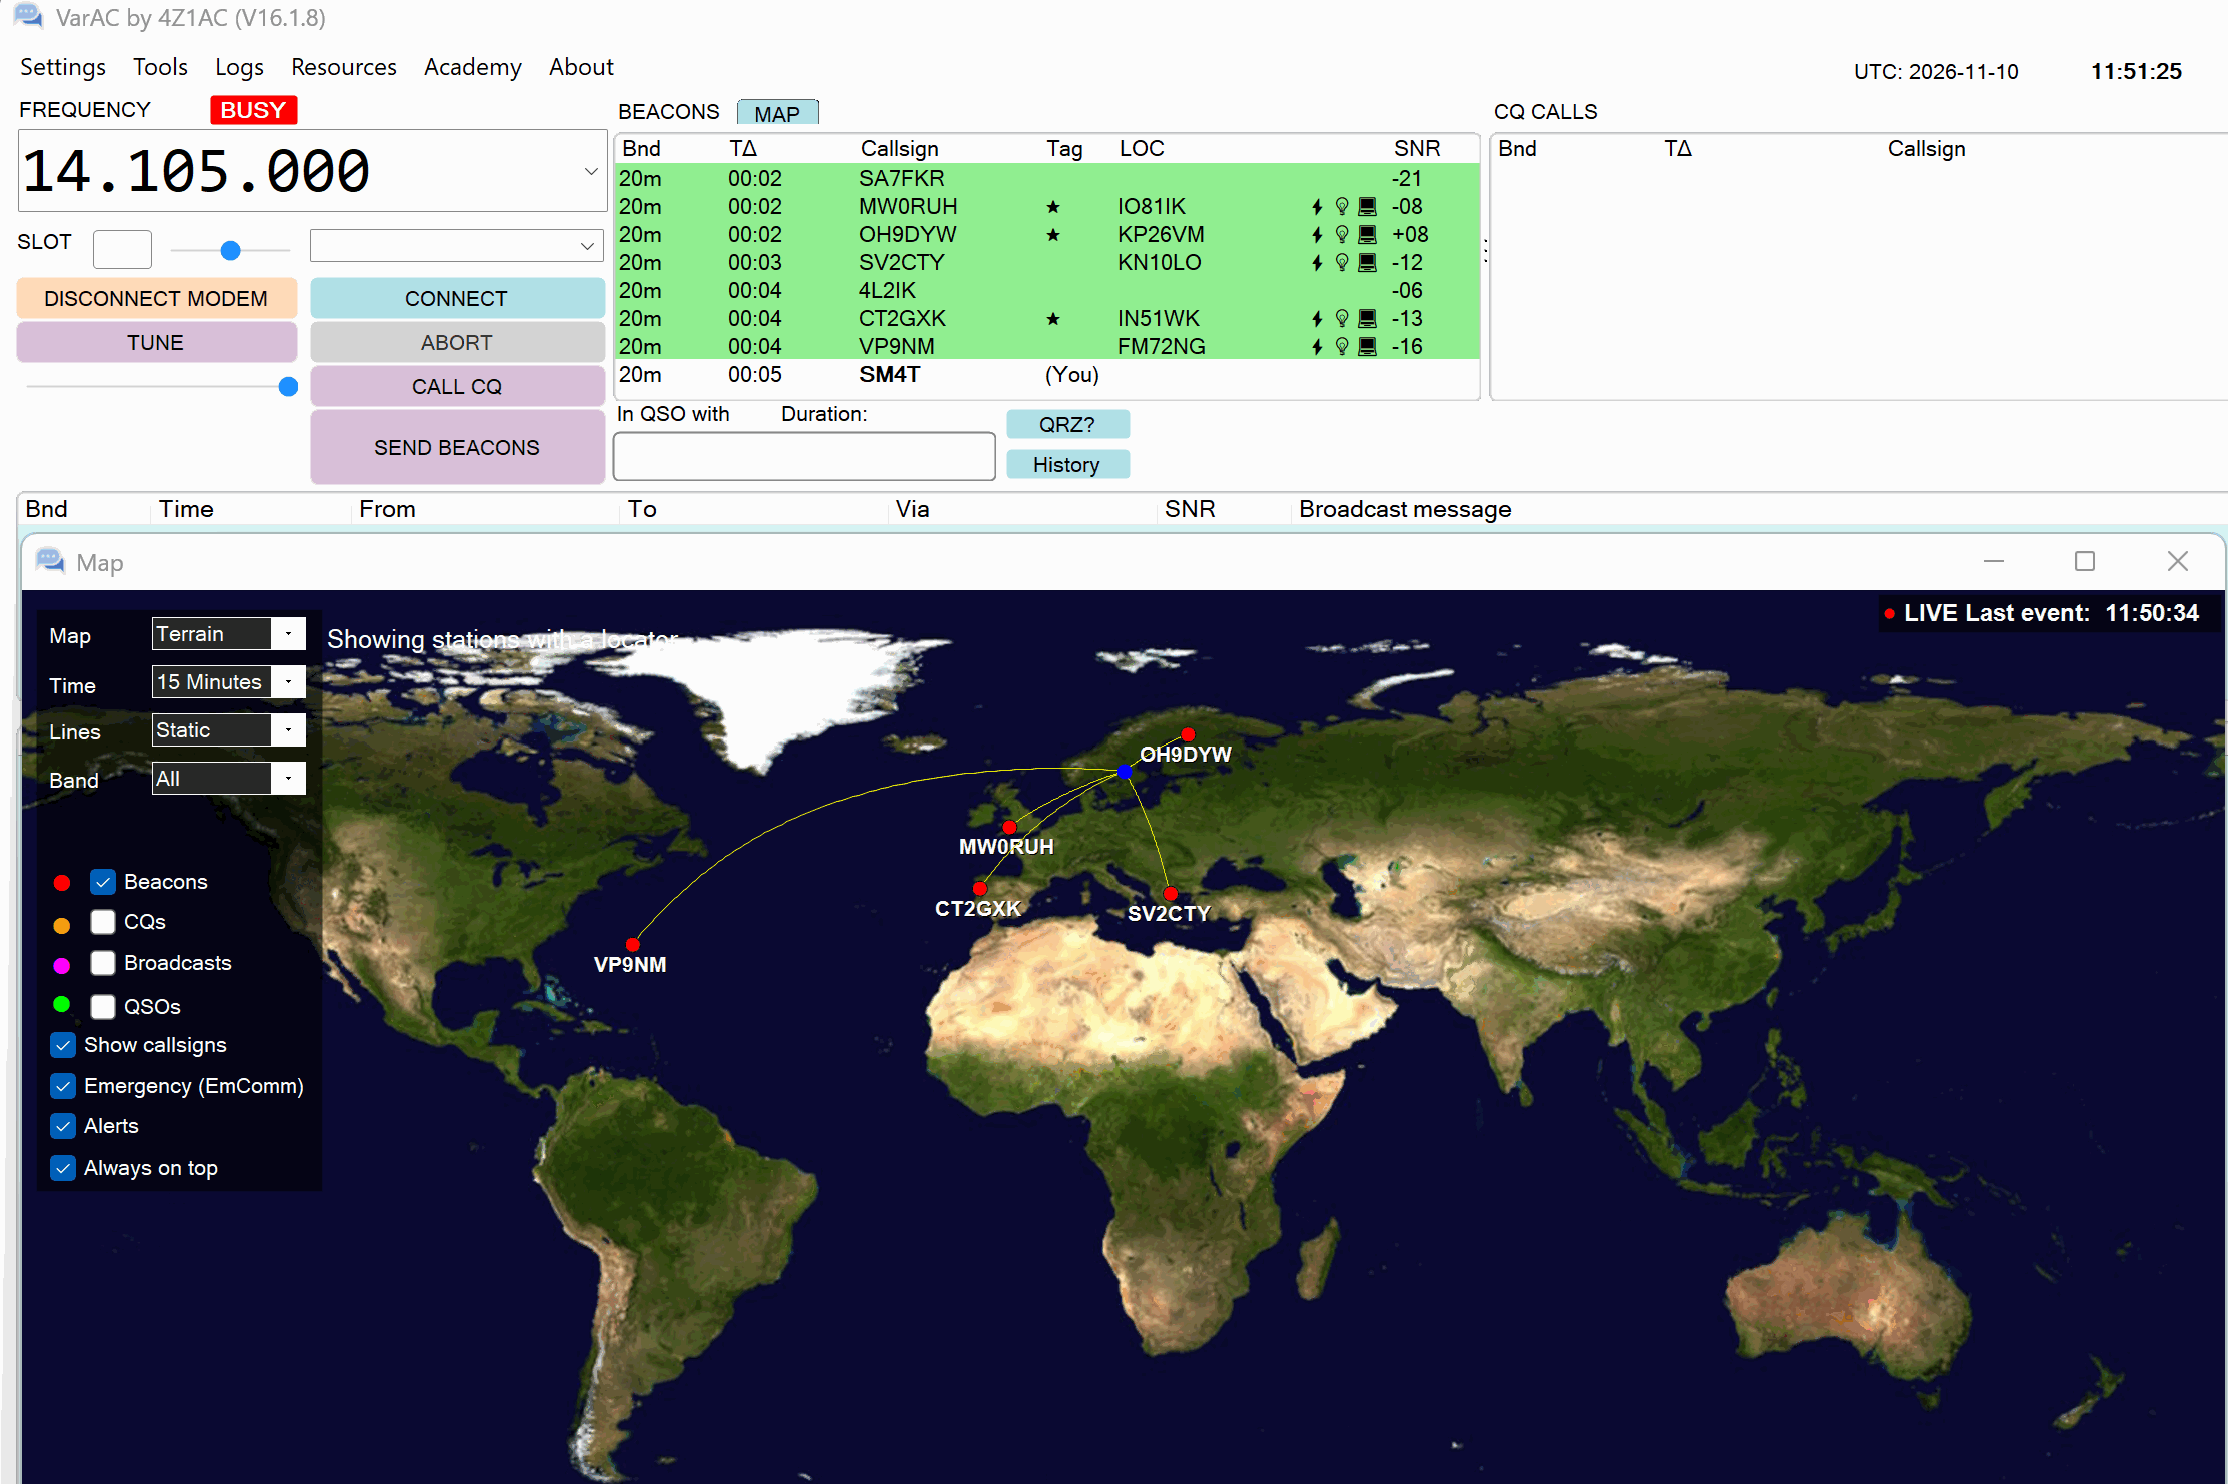 VarAC by 4Z1AC (V16.1.8)
Settings Tools Logs Resources Academy About
UTC: 2026-11-10 11:51:25
FREQUENCY BUSY
14.105.000
SLOT
DISCONNECT MODEM CONNECT
TUNE ABORT
CALL CQ
SEND BEACONS
BEACONS MAP
Bnd TΔ Callsign Tag LOC SNR
20m 00:02 SA7FKR -21
20m 00:02 MW0RUH ★ IO81IK -08
20m 00:02 OH9DYW ★ KP26VM +08
20m 00:03 SV2CTY KN10LO -12
20m 00:04 4L2IK -06
20m 00:04 CT2GXK ★ IN51WK -13
20m 00:04 VP9NM FM72NG -16
20m 00:05 SM4T (You)
In QSO with Duration:
QRZ?
History
CQ CALLS
Bnd TΔ Callsign
Bnd Time From To Via SNR Broadcast message
Map
Map Terrain
Time 15 Minutes
Lines Static
Band All
Showing stations with a locator
LIVE Last event: 11:50:34
Beacons
CQs
Broadcasts
QSOs
Show callsigns
Emergency (EmComm)
Alerts
Always on top
OH9DYW
MW0RUH
CT2GXK
SV2CTY
VP9NM